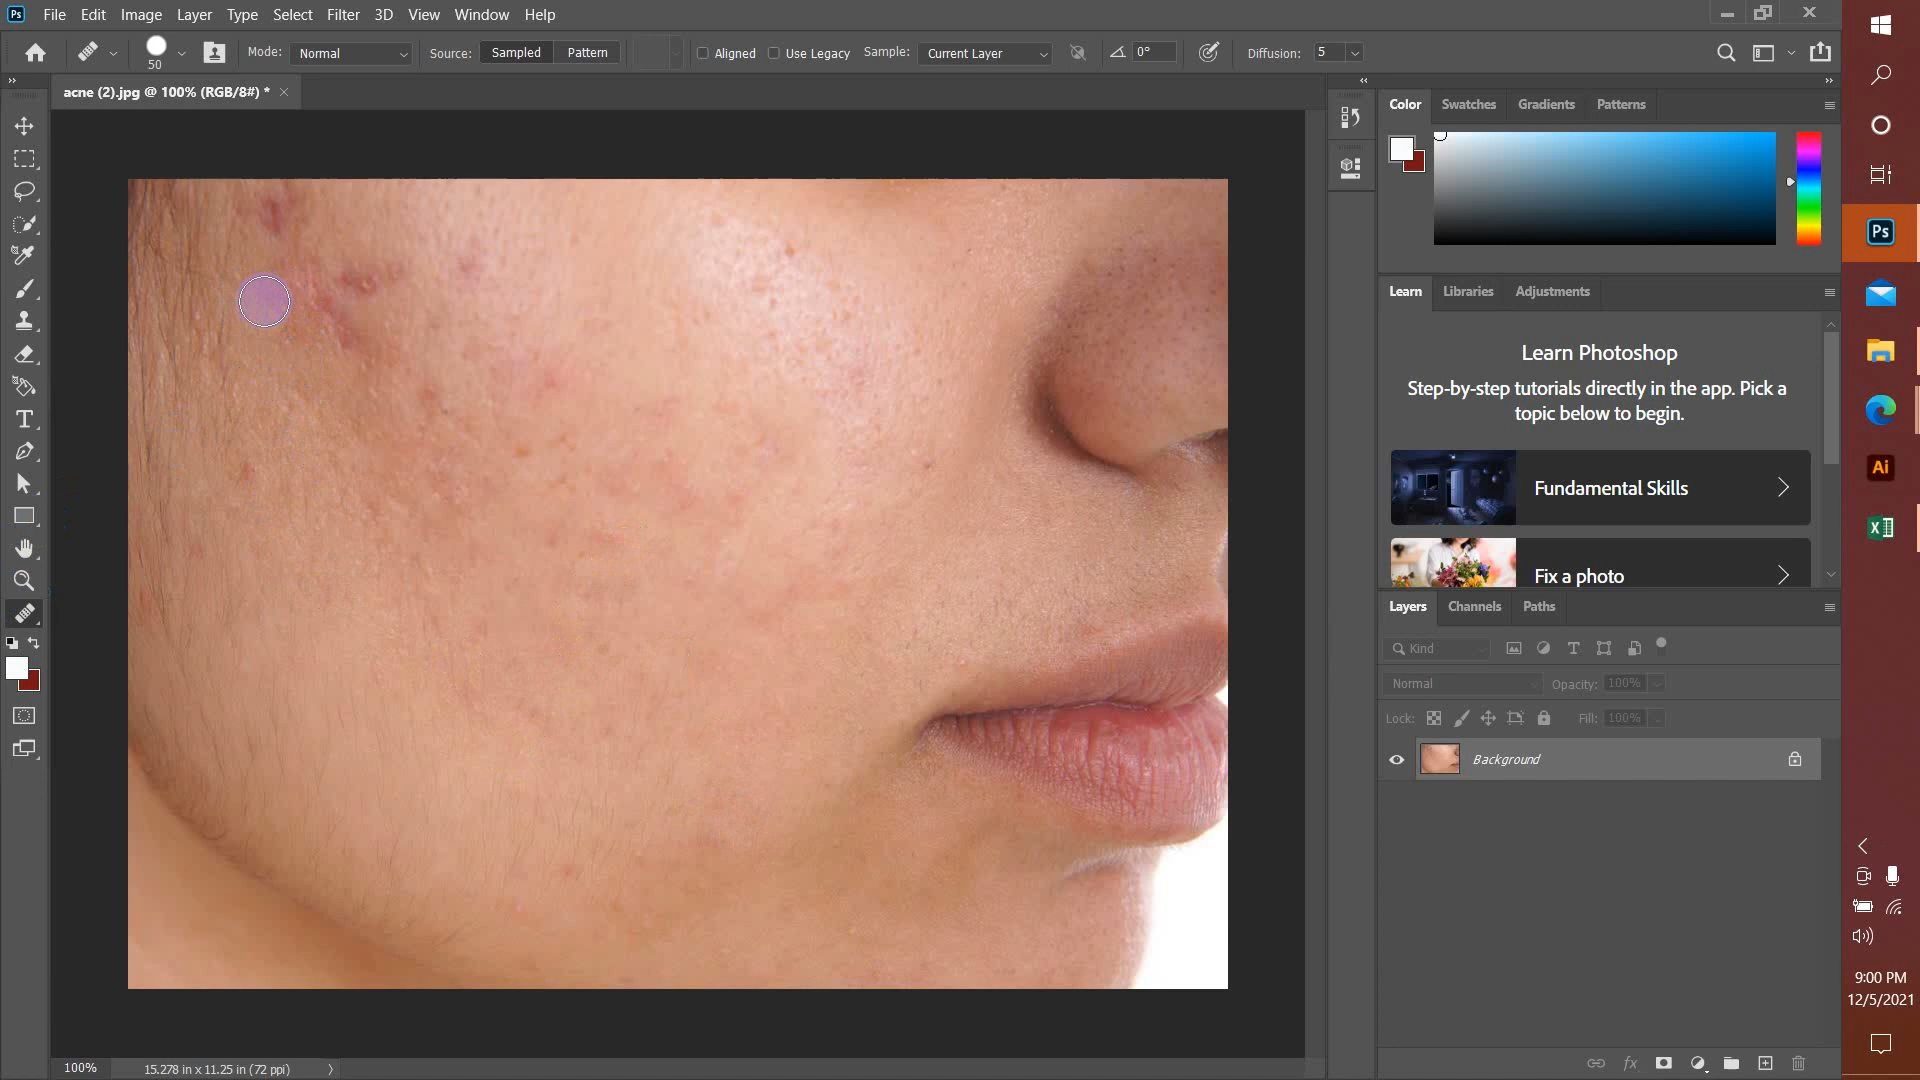 Ps File Edit Image Layer Type Select Filter 3D View Window Help
50 Mode: Normal Source: Sampled Pattern Aligned Use Legacy Sample: Current Layer 0° Diffusion: 5
acne (2).jpg @ 100% (RGB/8#) *
Color Swatches Gradients Patterns
Ps
Learn Libraries Adjustments
Learn Photoshop
Step-by-step tutorials directly in the app. Pick a
topic below to begin.
Fundamental Skills
Fix a photo
Ai
Layers Channels Paths
Kind
Normal Opacity: 100%
Lock: Fill: 100%
Background
9:00 PM
12/5/2021
fx
100% 15.278 in x 11.25 in (72 ppi)